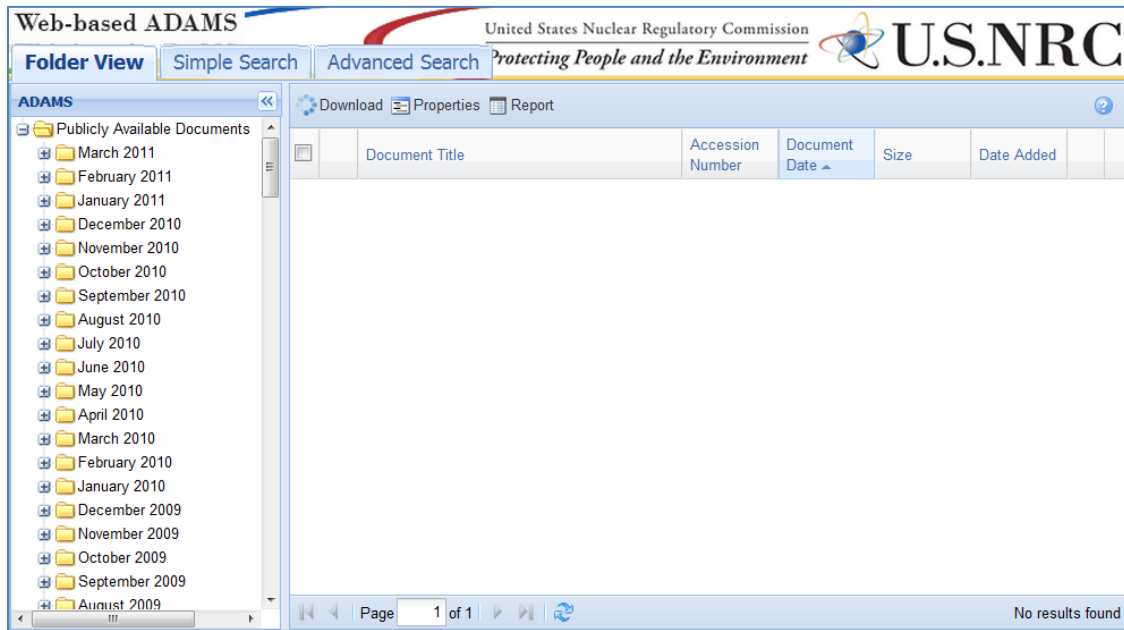 Web-based ADAMS
United States Nuclear Regulatory Commission
Protecting People and the Environment
U.S.NRC
Folder View
Simple Search
Advanced Search
ADAMS
Download Properties Report
Publicly Available Documents
March 2011
February 2011
January 2011
December 2010
November 2010
October 2010
September 2010
August 2010
July 2010
June 2010
May 2010
April 2010
March 2010
February 2010
January 2010
December 2009
November 2009
October 2009
September 2009
August 2009
Document Title
Accession
Number
Document
Date
Size
Date Added
Page 1 of 1
No results found